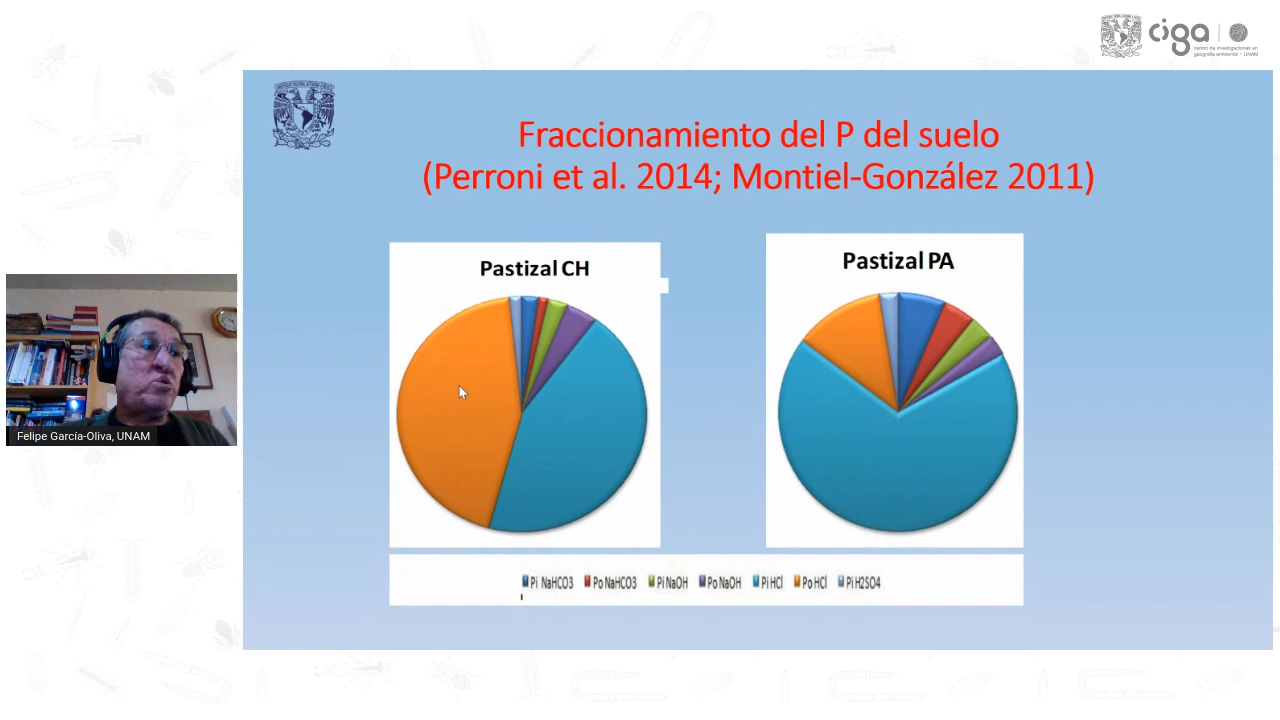 ciga
centro de investigaciones en
geografía ambiental - UNAM
Fraccionamiento del P del suelo
(Perroni et al. 2014; Montiel-González 2011)
Pastizal CH
Pastizal PA
Felipe García-Oliva, UNAM
Pi NaHCO3 Po NaHCO3 Pi NaOH Po NaOH Pi HCl Po HCl Pi H2SO4